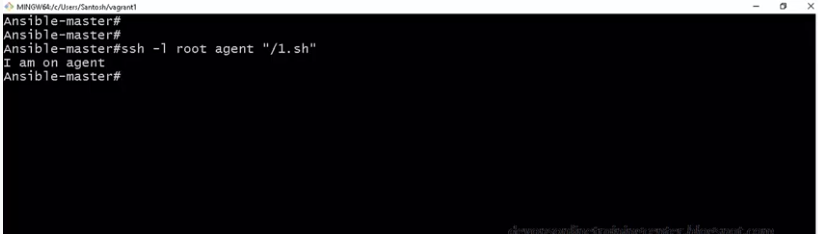 MINGW64:/c/Users/Santosh/vagrant1
Ansible-master#
Ansible-master#
Ansible-master#ssh -l root agent "/1.sh"
I am on agent
Ansible-master#